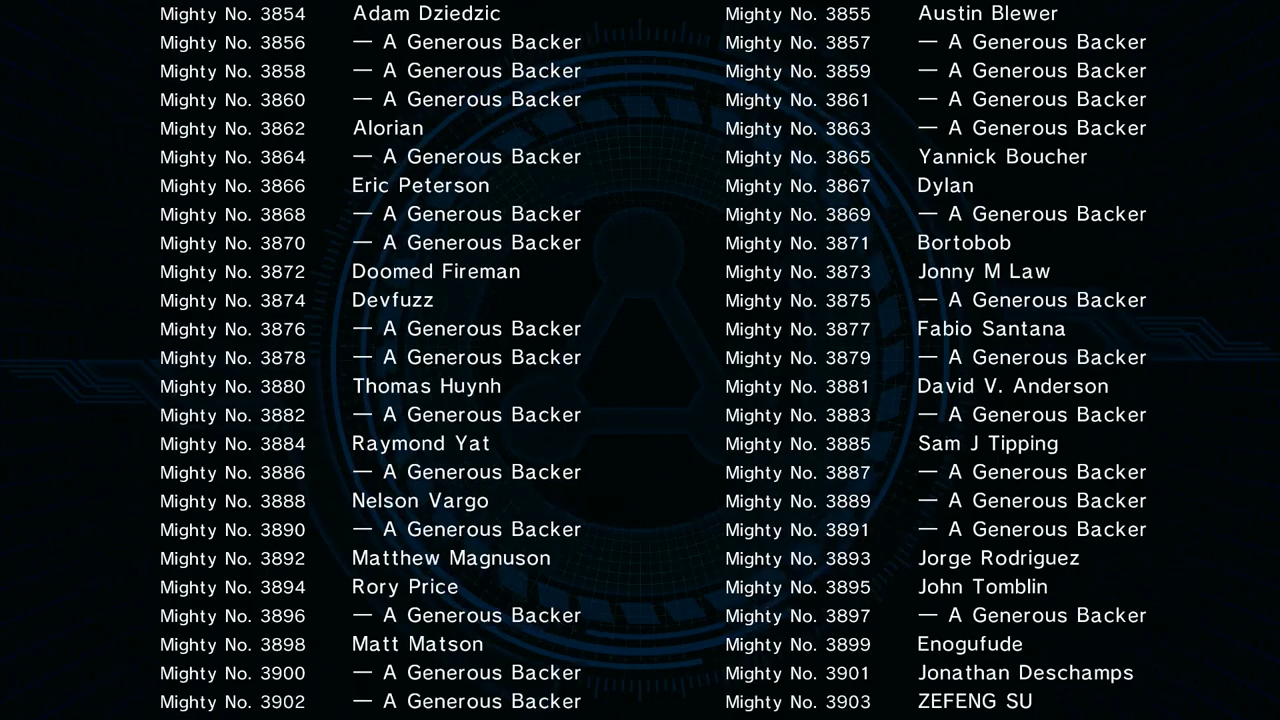 Mighty No. 3854 Adam Dziedzic Mighty No. 3855 Austin Blewer
Mighty No. 3856 — A Generous Backer Mighty No. 3857 — A Generous Backer
Mighty No. 3858 — A Generous Backer Mighty No. 3859 — A Generous Backer
Mighty No. 3860 — A Generous Backer Mighty No. 3861 — A Generous Backer
Mighty No. 3862 Alorian Mighty No. 3863 — A Generous Backer
Mighty No. 3864 — A Generous Backer Mighty No. 3865 Yannick Boucher
Mighty No. 3866 Eric Peterson Mighty No. 3867 Dylan
Mighty No. 3868 — A Generous Backer Mighty No. 3869 — A Generous Backer
Mighty No. 3870 — A Generous Backer Mighty No. 3871 Bortobob
Mighty No. 3872 Doomed Fireman Mighty No. 3873 Jonny M Law
Mighty No. 3874 Devfuzz Mighty No. 3875 — A Generous Backer
Mighty No. 3876 — A Generous Backer Mighty No. 3877 Fabio Santana
Mighty No. 3878 — A Generous Backer Mighty No. 3879 — A Generous Backer
Mighty No. 3880 Thomas Huynh Mighty No. 3881 David V. Anderson
Mighty No. 3882 — A Generous Backer Mighty No. 3883 — A Generous Backer
Mighty No. 3884 Raymond Yat Mighty No. 3885 Sam J Tipping
Mighty No. 3886 — A Generous Backer Mighty No. 3887 — A Generous Backer
Mighty No. 3888 Nelson Vargo Mighty No. 3889 — A Generous Backer
Mighty No. 3890 — A Generous Backer Mighty No. 3891 — A Generous Backer
Mighty No. 3892 Matthew Magnuson Mighty No. 3893 Jorge Rodriguez
Mighty No. 3894 Rory Price Mighty No. 3895 John Tomblin
Mighty No. 3896 — A Generous Backer Mighty No. 3897 — A Generous Backer
Mighty No. 3898 Matt Matson Mighty No. 3899 Enogufude
Mighty No. 3900 — A Generous Backer Mighty No. 3901 Jonathan Deschamps
Mighty No. 3902 — A Generous Backer Mighty No. 3903 ZEFENG SU